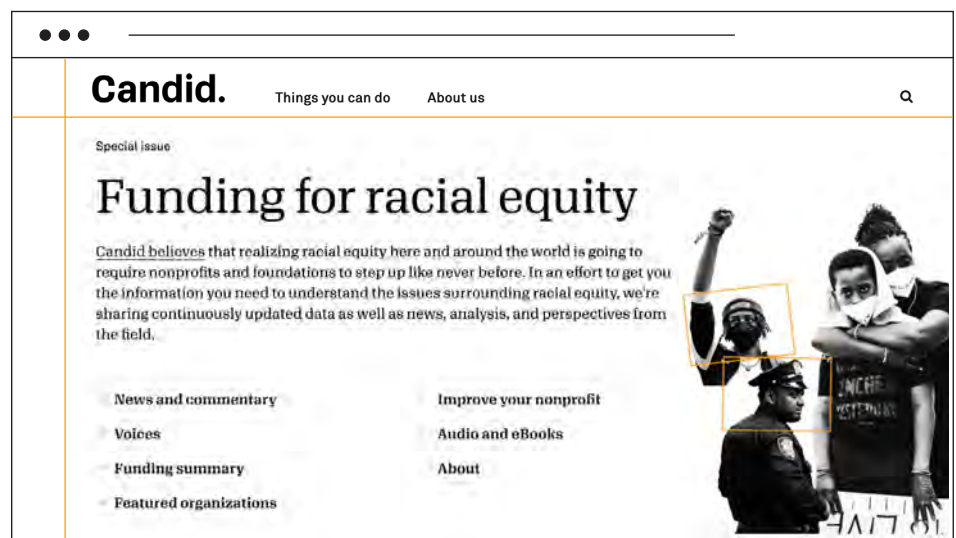 Candid.
Things you can do
About us
Special issue
Funding for racial equity
Candid believes that realizing racial equity here and around the world is going to
require nonprofits and foundations to step up like never before. In an effort to get you
the information you need to understand the issues surrounding racial equity, we're
sharing continuously updated data as well as news, analysis, and perspectives from
the field.
News and commentary
Voices
Funding summary
Featured organizations
Improve your nonprofit
Audio and eBooks
About